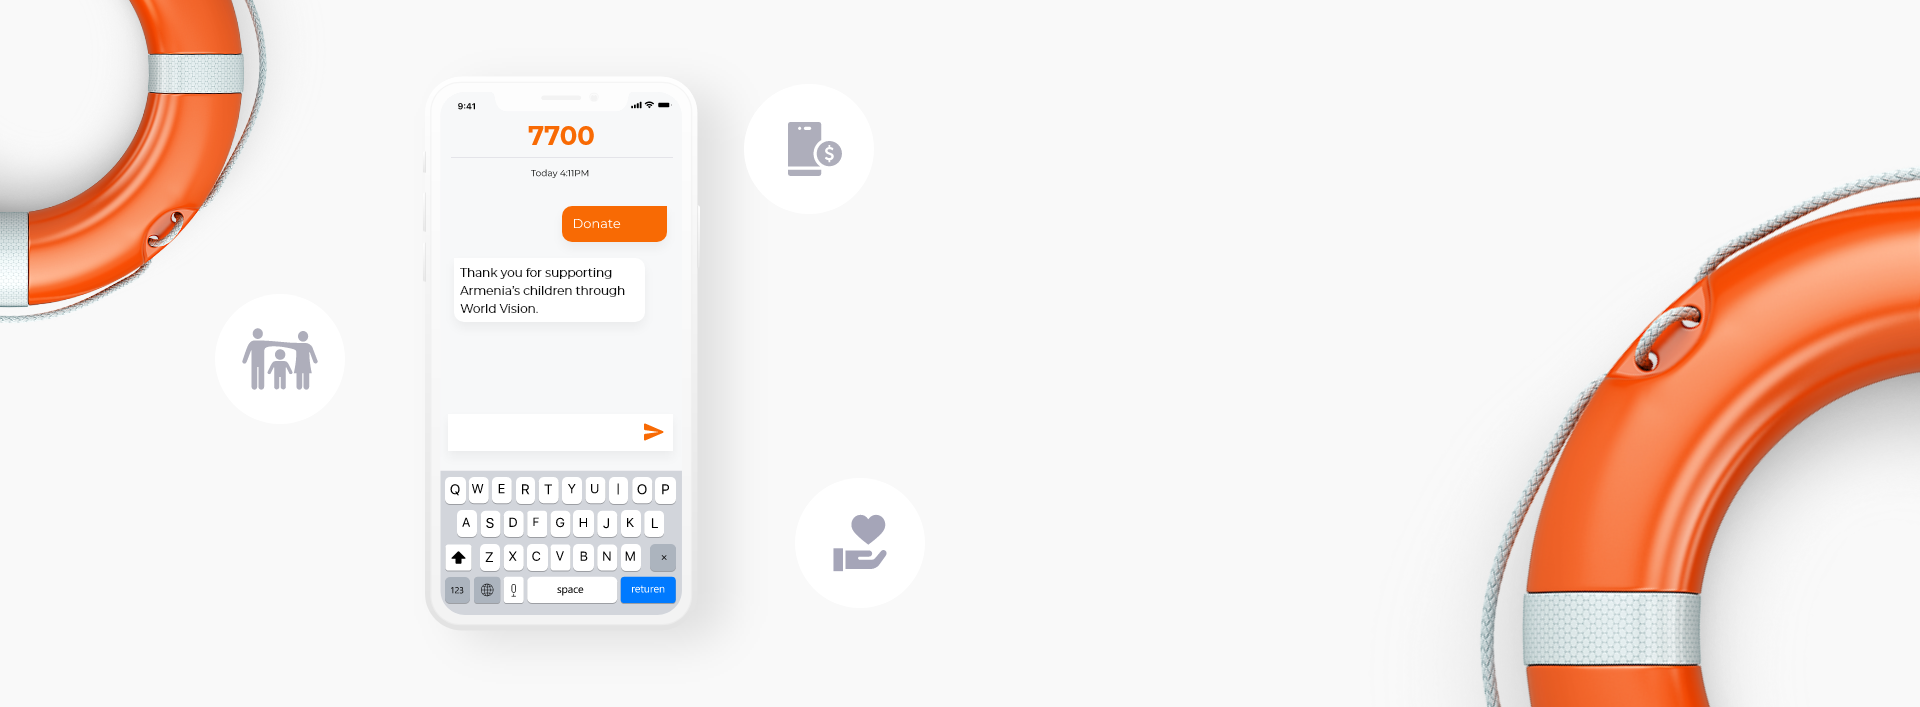 9:41
7700
Today 4:11PM
Donate
Thank you for supporting
Armenia's children through
World Vision.
Q W E R T Y U I O P
A S D F G H J K L
Z X C V B N M ×
123 space returen
$